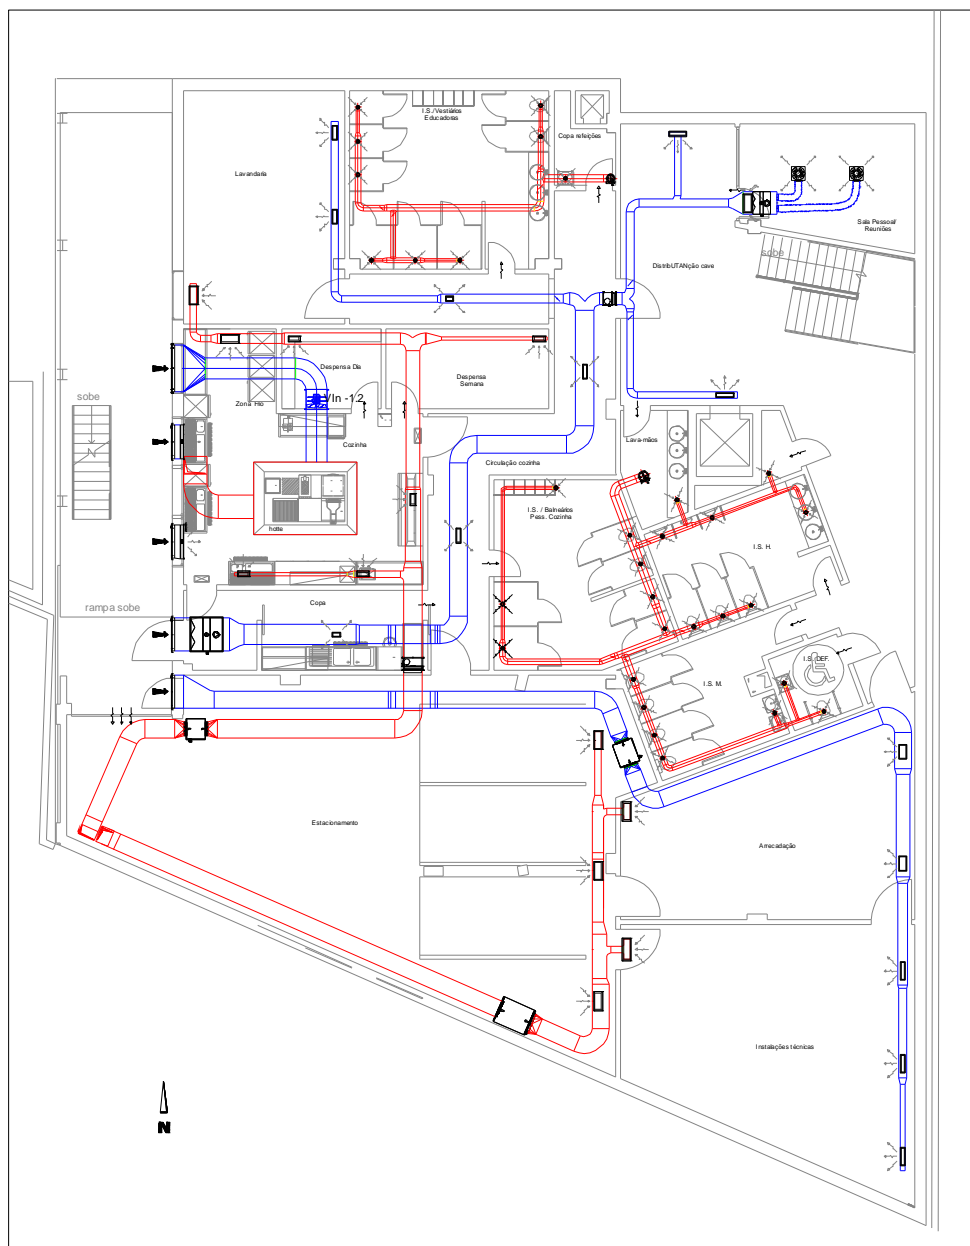 I.S./Vestiários
Educadoras
Copa refeições
Lavandaria
Sala Pessoal/
Reuniões
sobe
DistribUTANção cave
Despensa Dia
Despensa
Semana
VIn -1.2
Zona Frio
sobe
Cozinha
Lava-mãos
Circulação cozinha
I.S. / Balneários
Pess. Cozinha
hotte
I.S. H.
Copa
rampa sobe
I.S./DEF.
I.S. M.
Estacionamento
Arrecadação
Instalações técnicas
N